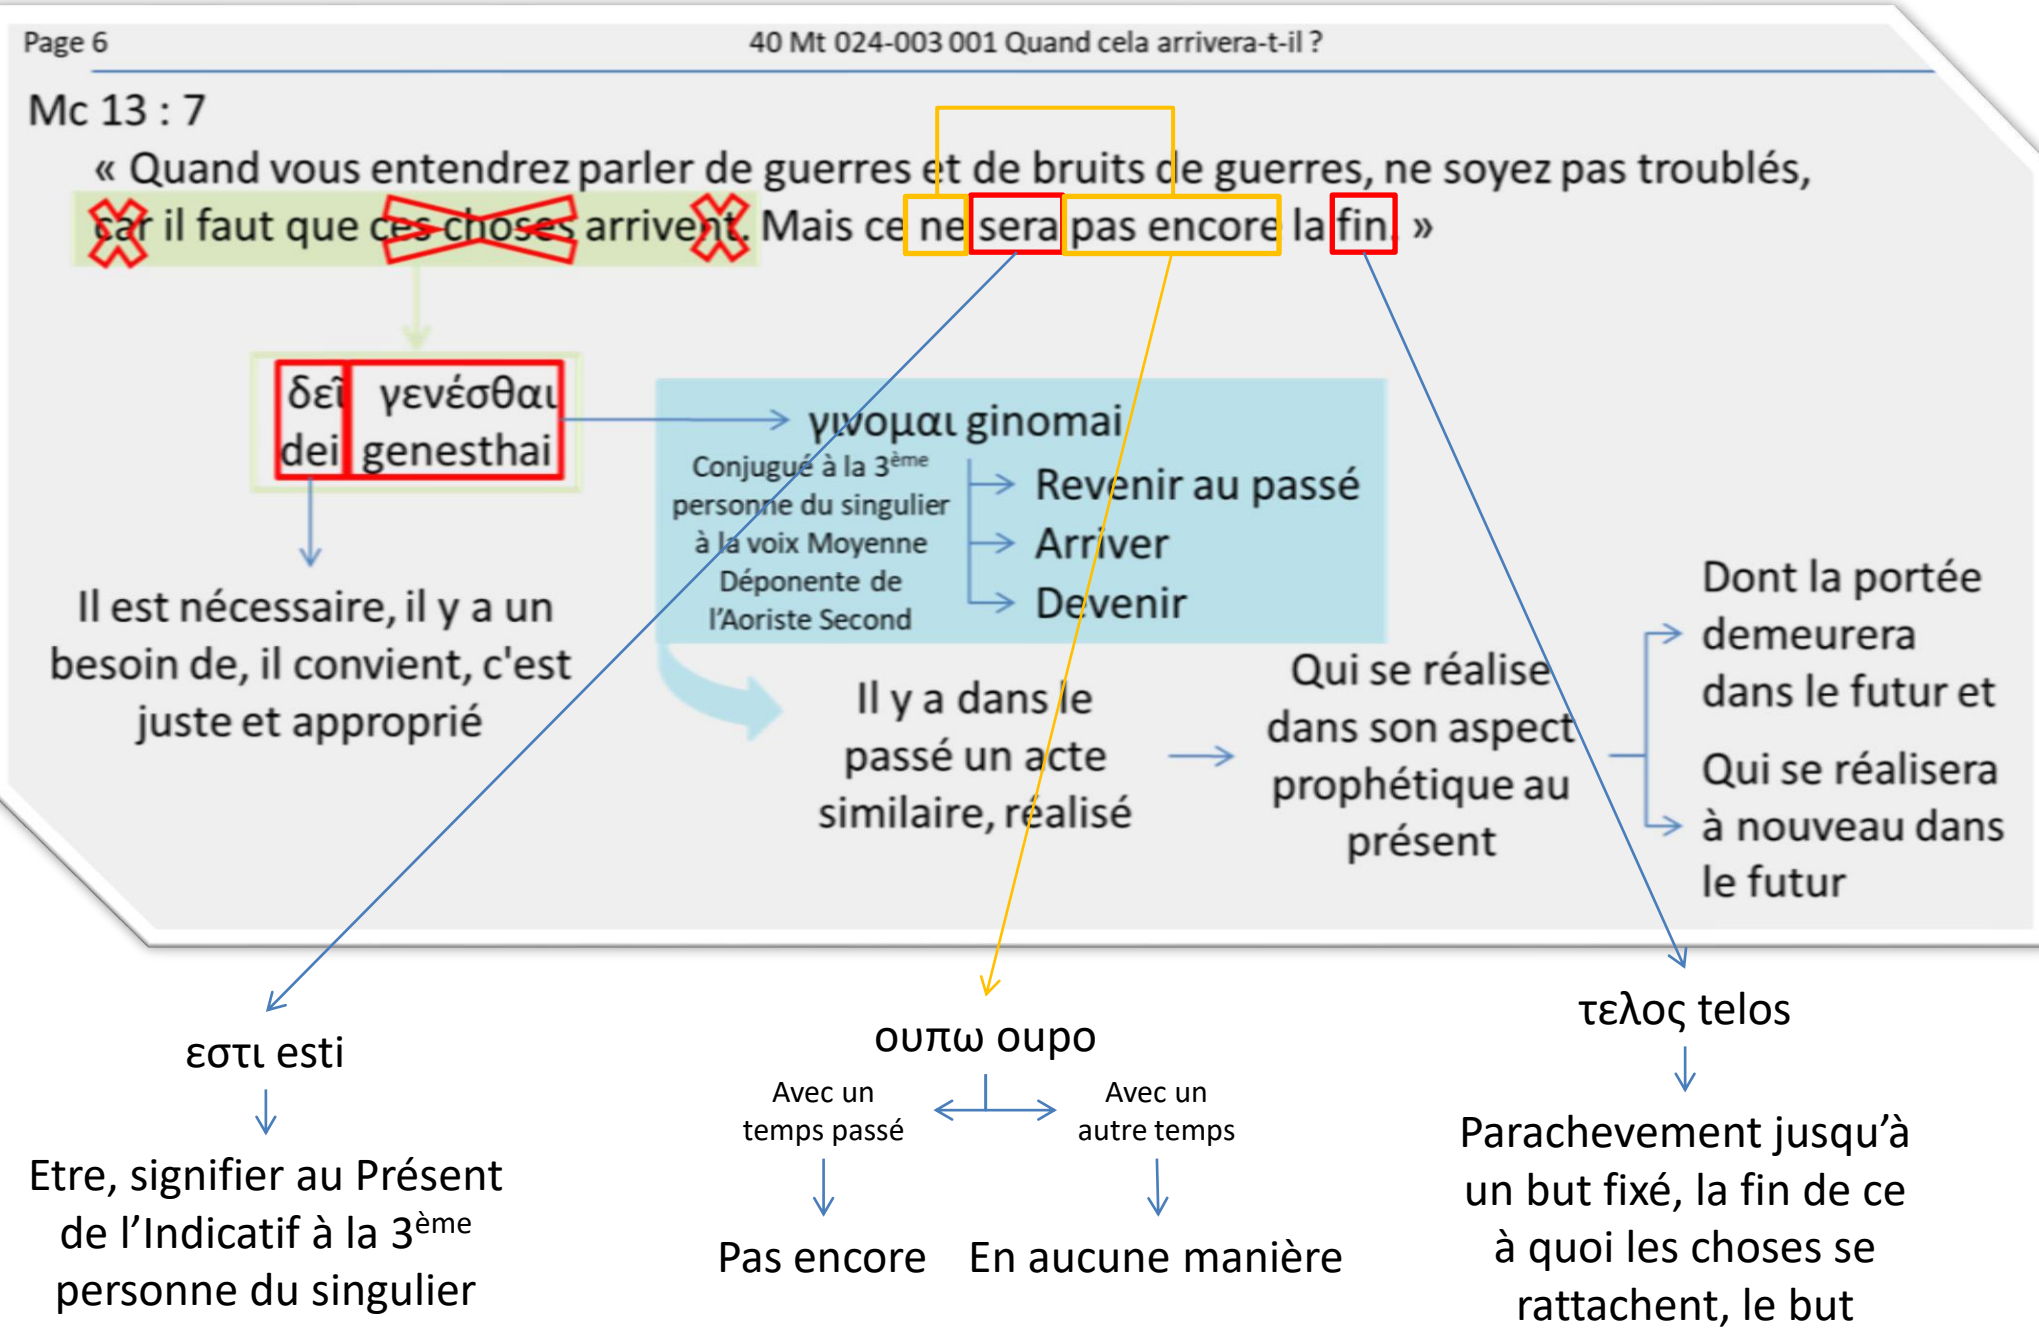 Page 6
40 Mt 024-003 001 Quand cela arrivera-t-il ?
Mc 13 : 7
« Quand vous entendrez parler de guerres et de bruits de guerres, ne soyez pas troublés,
car il faut que ces choses arrivent. Mais ce ne sera pas encore la fin. »
δεῖ γενέσθαι
dei genesthai
Il est nécessaire, il y a un
besoin de, il convient, c'est
juste et approprié
γινομαι ginomai
Conjugué à la 3ème
personne du singulier
à la voix Moyenne
Déponente de
l'Aoriste Second
Revenir au passé
Arriver
Devenir
Il y a dans le
passé un acte
similaire, réalisé
Qui se réalise
dans son aspect
prophétique au
présent
Dont la portée
demeurera
dans le futur et
Qui se réalisera
à nouveau dans
le futur
εστι esti
Etre, signifier au Présent
de l’Indicatif à la 3ème
personne du singulier
ουπω oupo
Avec un
temps passé
Pas encore
Avec un
autre temps
En aucune manière
τελος telos
Parachevement jusqu’à
un but fixé, la fin de ce
à quoi les choses se
rattachent, le but